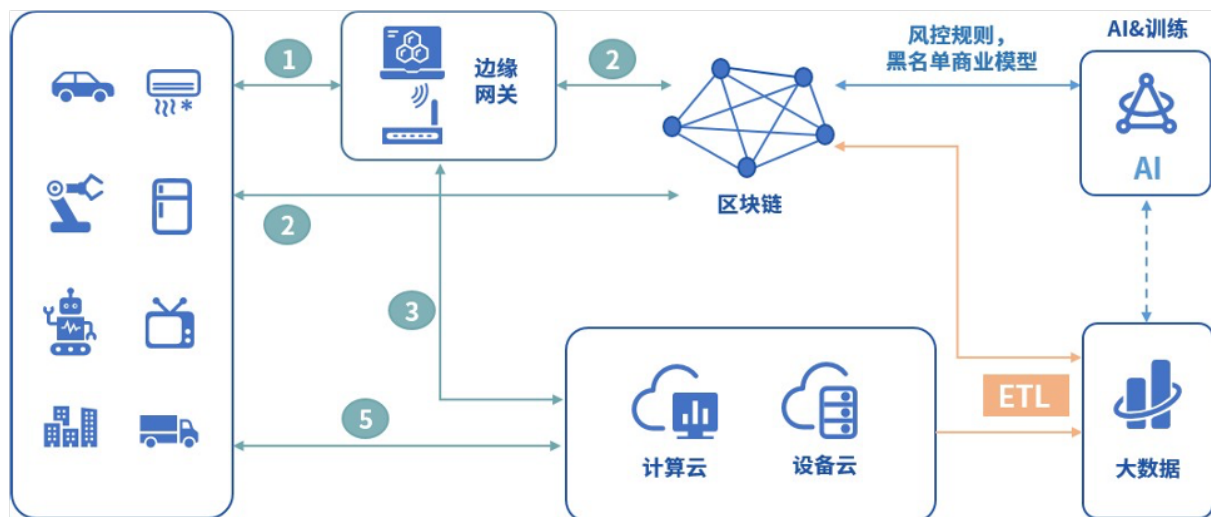 1
边缘
网关
2
风控规则，
黑名单商业模型
AI&训练
AI
区块链
2
3
5
计算云
设备云
ETL
大数据